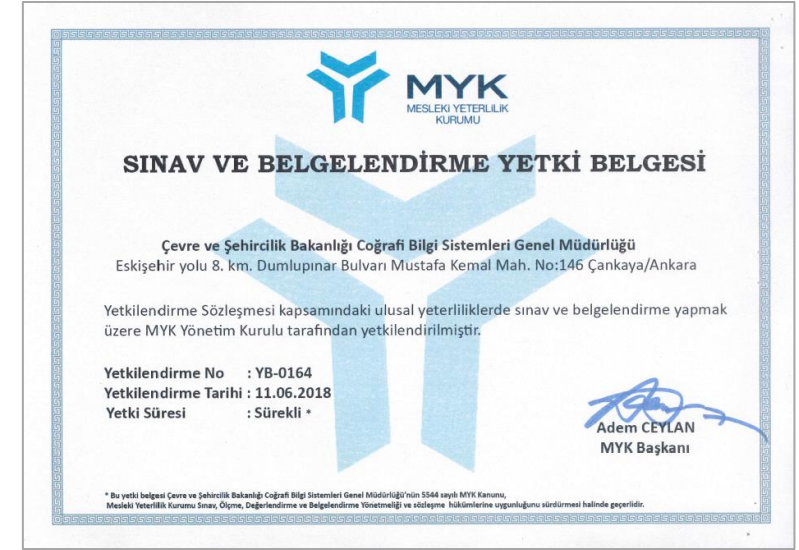 MYK
MESLEKİ YETERLİLİK
KURUMU
SINAV VE BELGELENDİRME YETKİ BELGESİ
Çevre ve Şehircilik Bakanlığı Coğrafi Bilgi Sistemleri Genel Müdürlüğü
Eskişehir yolu 8. km. Dumlupınar Bulvarı Mustafa Kemal Mah. No:146 Çankaya/Ankara
Yetkilendirme Sözleşmesi kapsamındaki ulusal yeterliliklerde sınav ve belgelendirme yapmak
üzere MYK Yönetim Kurulu tarafından yetkilendirilmiştir.
Yetkilendirme No : YB-0164
Yetkilendirme Tarihi : 11.06.2018
Yetki Süresi : Sürekli *
Adem CEYLAN
MYK Başkanı
* Bu yetki belgesi Çevre ve Şehircilik Bakanlığı Coğrafi Bilgi Sistemleri Genel Müdürlüğü'nün 5544 sayılı MYK Kanunu,
Mesleki Yeterlilik Kurumu Sınav, Ölçme, Değerlendirme ve Belgelendirme Yönetmeliği ve sözleşme hükümlerine uygunluğunu sürdürmesi halinde geçerlidir.